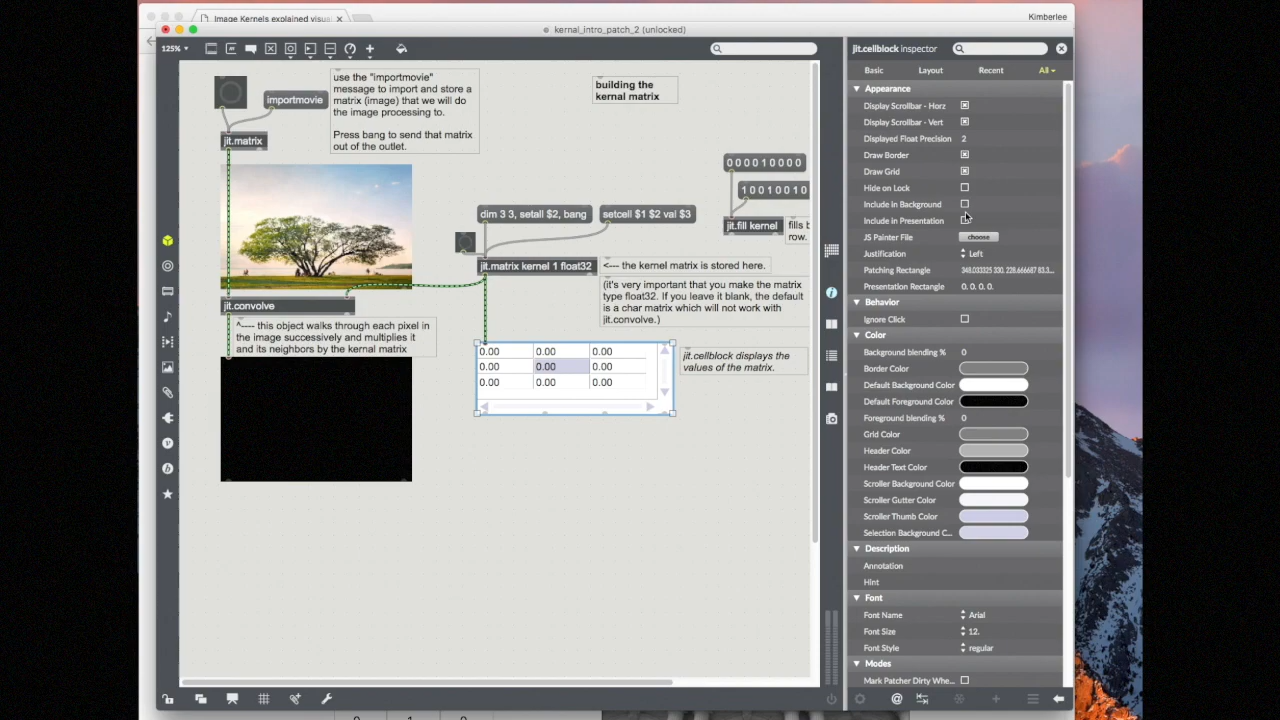 Image Kernels explained visua
Kimberlee
kernal_intro_patch_2 (unlocked)
125%
jit.cellblock inspector
Basic
Layout
Recent
All
importmovie
jit.matrix
use the "importmovie"
message to import and store a
matrix (image) that we will do
the image processing to.
Press bang to send that matrix
out of the outlet.
building the
kernal matrix
0 0 0 0 1 0 0 0 0
1 0 0 1 0 0 1 0
jit.fill kernel
fills b
row.
dim 3 3, setall $2, bang
setcell $1 $2 val $3
jit.matrix kernel 1 float32
<--- the kernel matrix is stored here.
(it's very important that you make the matrix
type float32. If you leave it blank, the default
is a char matrix which will not work with
jit.convolve.)
jit.convolve
^---- this object walks through each pixel in
the image successively and multiplies it
and its neighbors by the kernal matrix
0.00 0.00 0.00
0.00 0.00 0.00
0.00 0.00 0.00
jit.cellblock displays the
values of the matrix.
Appearance
Display Scrollbar - Horz
Display Scrollbar - Vert
Displayed Float Precision 2
Draw Border
Draw Grid
Hide on Lock
Include in Background
Include in Presentation
JS Painter File choose
Justification Left
Patching Rectangle 348.033325 330. 228.666687 83.3...
Presentation Rectangle 0. 0. 0. 0.
Behavior
Ignore Click
Color
Background blending % 0
Border Color
Default Background Color
Default Foreground Color
Foreground blending % 0
Grid Color
Header Color
Header Text Color
Scroller Background Color
Scroller Gutter Color
Scroller Thumb Color
Selection Background C...
Description
Annotation
Hint
Font
Font Name Arial
Font Size 12.
Font Style regular
Modes
Mark Patcher Dirty Whe...
0 1 0